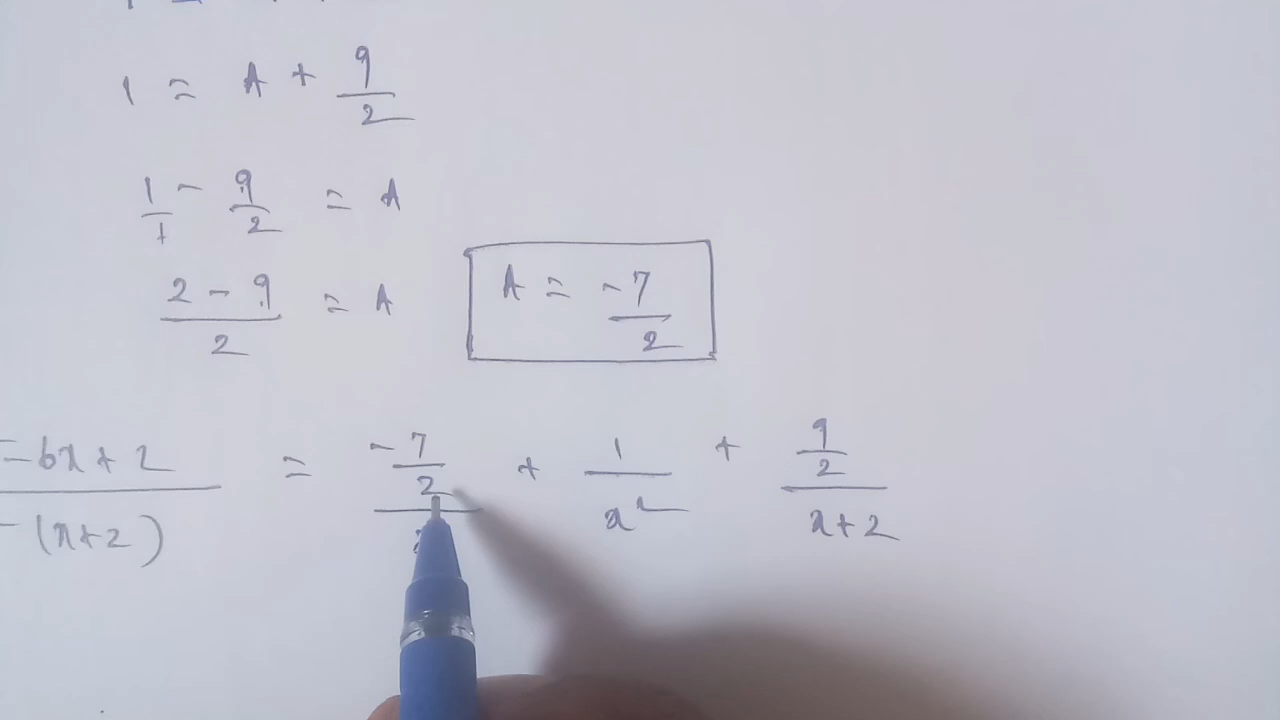 1 = A + 9/2
1/1 - 9/2 = A
2 - 9/2 = A
A = -7/2
-6x+2/(x+2) = -7/2 + 1/x² + 9/2/x+2